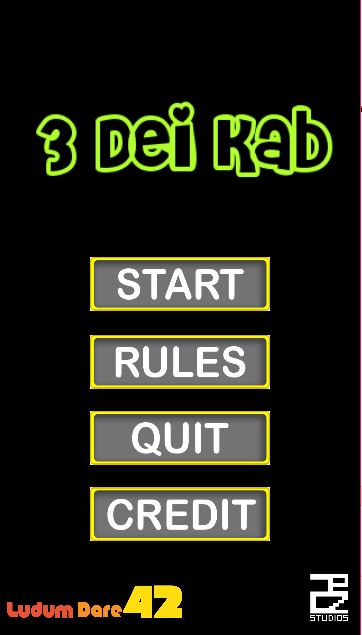 3 Dei Kab
START
RULES
QUIT
CREDIT
Ludum Dare 42
STUDIOS